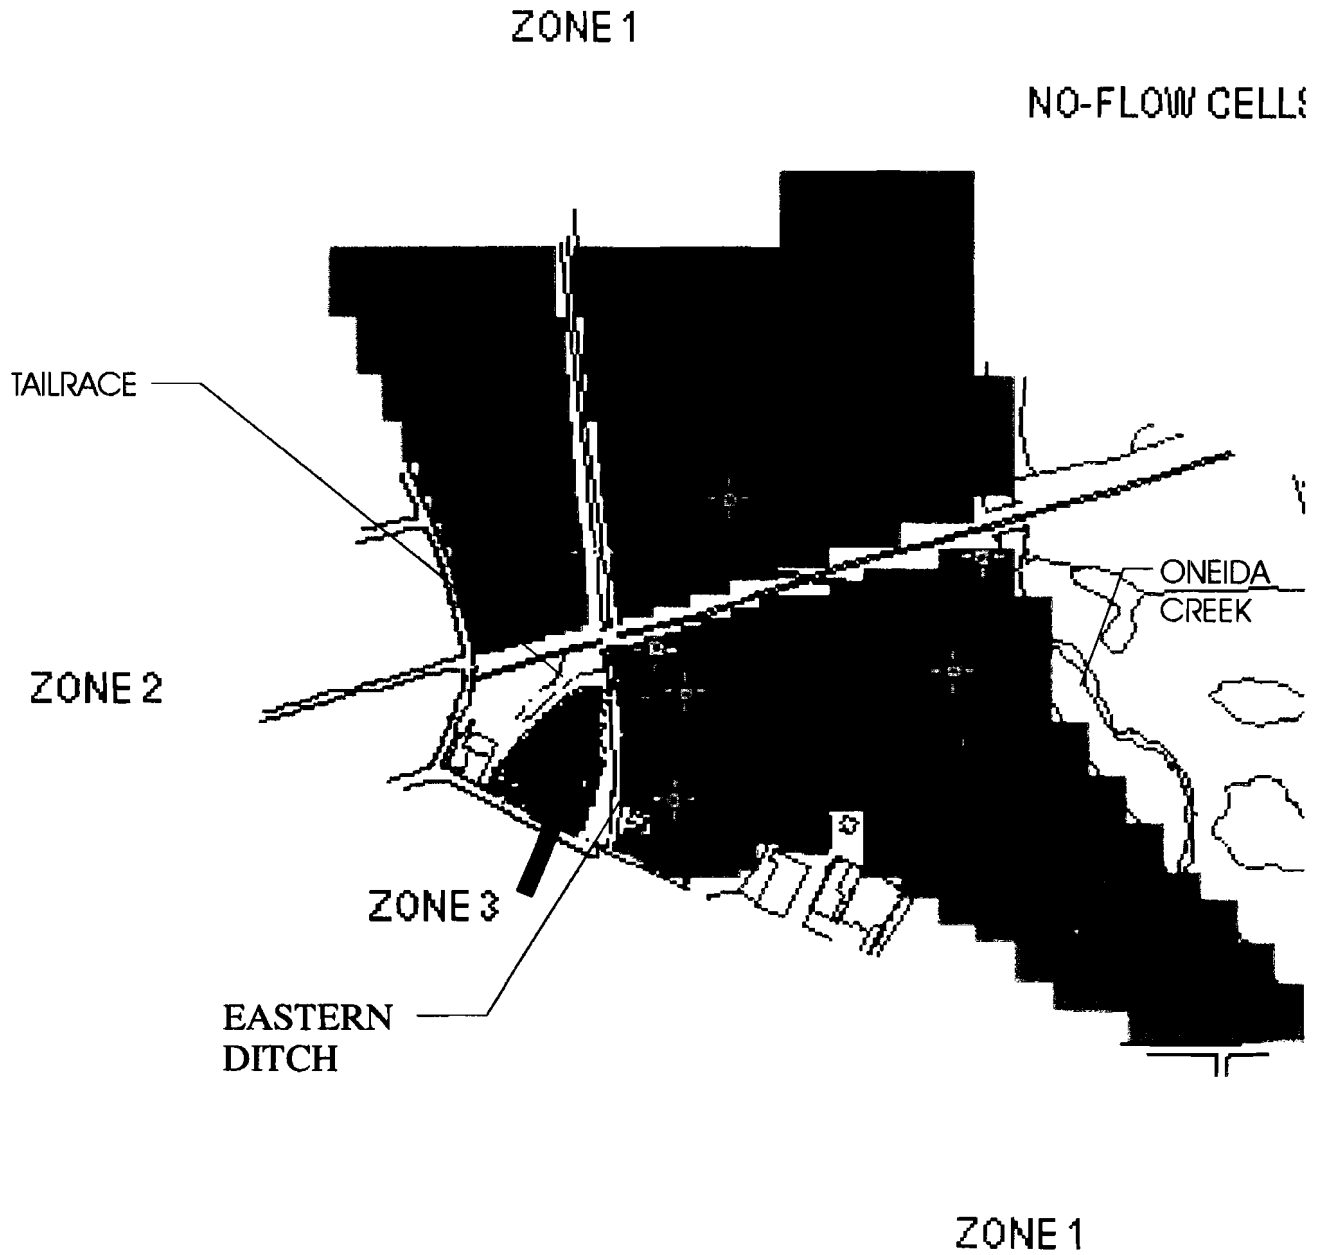 ZONE 1
NO-FLOW CELLS
TAILRACE
ONEIDA
CREEK
ZONE 2
ZONE 3
EASTERN
DITCH
ZONE 1